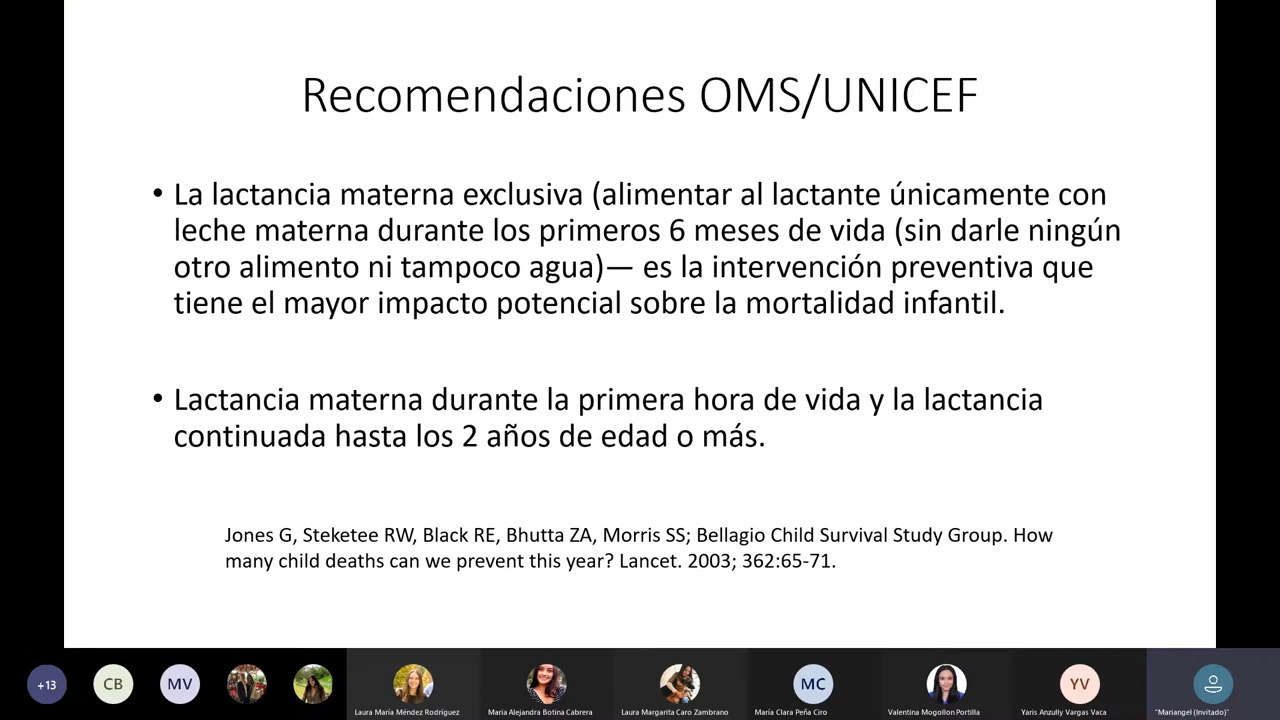 Recomendaciones OMS/UNICEF
• La lactancia materna exclusiva (alimentar al lactante únicamente con
leche materna durante los primeros 6 meses de vida (sin darle ningún
otro alimento ni tampoco agua)— es la intervención preventiva que
tiene el mayor impacto potencial sobre la mortalidad infantil.
• Lactancia materna durante la primera hora de vida y la lactancia
continuada hasta los 2 años de edad o más.
Jones G, Steketee RW, Black RE, Bhutta ZA, Morris SS; Bellagio Child Survival Study Group. How
many child deaths can we prevent this year? Lancet. 2003; 362:65-71.
+13
CB
MV
MC
YV
Laura María Méndez Rodríguez
Maria Alejandra Botina Cabrera
Laura Margarita Caro Zambrano
María Clara Peña Ciro
Valentina Mogollon Portilla
Yaris Anzully Vargas Vaca
"Mariangel (Invitado)"